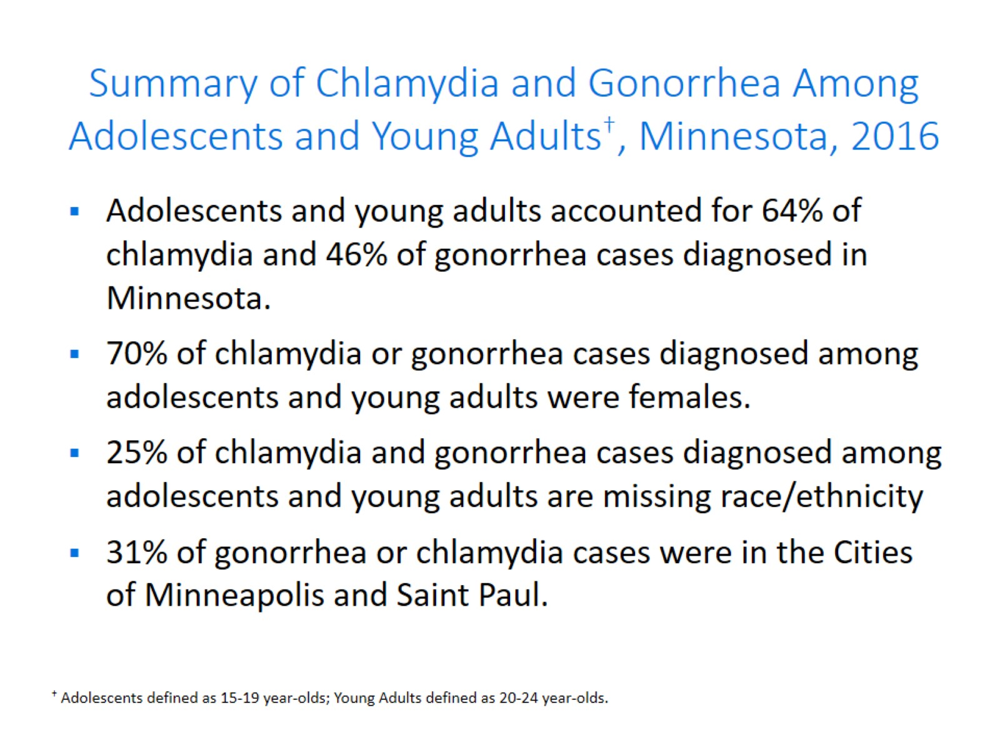 Summary of Chlamydia and Gonorrhea Among
Adolescents and Young Adults†, Minnesota, 2016
▪ Adolescents and young adults accounted for 64% of
chlamydia and 46% of gonorrhea cases diagnosed in
Minnesota.
▪ 70% of chlamydia or gonorrhea cases diagnosed among
adolescents and young adults were females.
▪ 25% of chlamydia and gonorrhea cases diagnosed among
adolescents and young adults are missing race/ethnicity
▪ 31% of gonorrhea or chlamydia cases were in the Cities
of Minneapolis and Saint Paul.
† Adolescents defined as 15-19 year-olds; Young Adults defined as 20-24 year-olds.